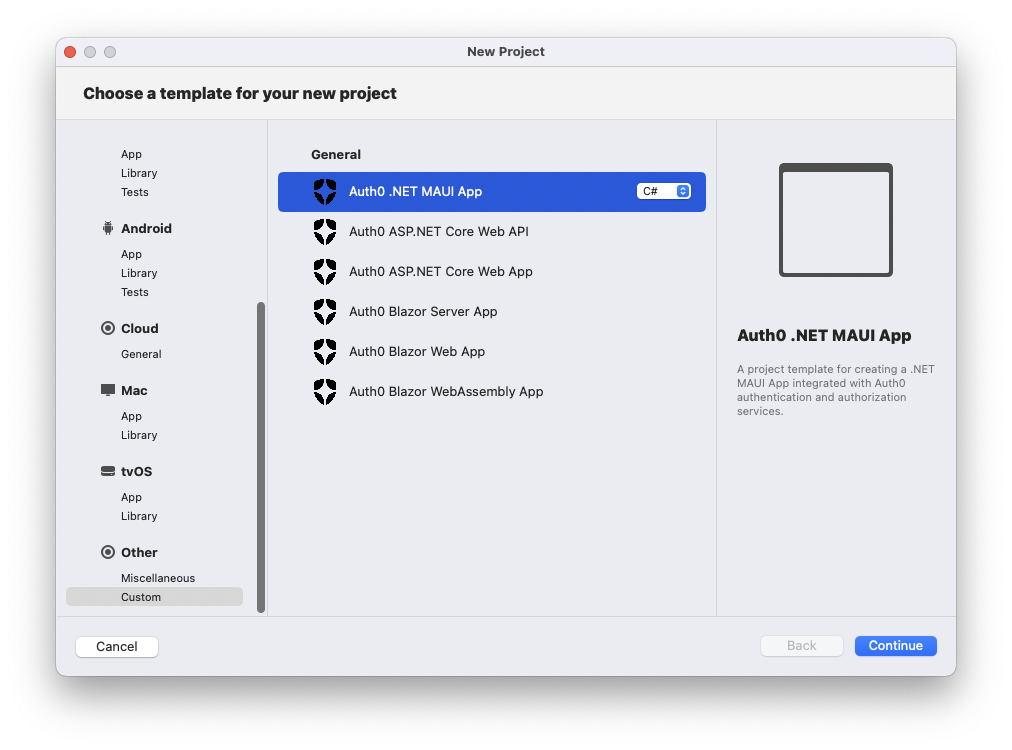 New Project
Choose a template for your new project
App
Library
Tests
Android
App
Library
Tests
Cloud
General
Mac
App
Library
tvOS
App
Library
Other
Miscellaneous
Custom
General
Auth0 .NET MAUI App
C#
Auth0 ASP.NET Core Web API
Auth0 ASP.NET Core Web App
Auth0 Blazor Server App
Auth0 Blazor Web App
Auth0 Blazor WebAssembly App
Auth0 .NET MAUI App
A project template for creating a .NET
MAUI App integrated with Auth0
authentication and authorization
services.
Cancel
Back
Continue